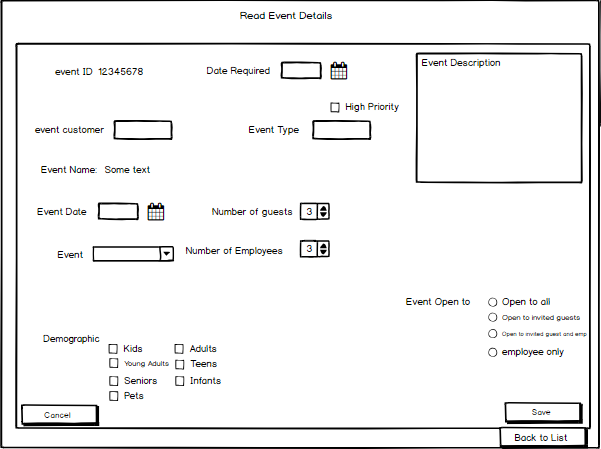 Read Event Details
event ID 12345678
Date Required
Event Description
High Priority
event customer
Event Type
Event Name: Some text
Event Date
Number of guests 3
Event
Number of Employees 3
Event Open to
Open to all
Open to invited guests
Open to invited guest and emp
employee only
Demographic
Kids
Adults
Young Adults
Teens
Seniors
Infants
Pets
Cancel
Save
Back to List